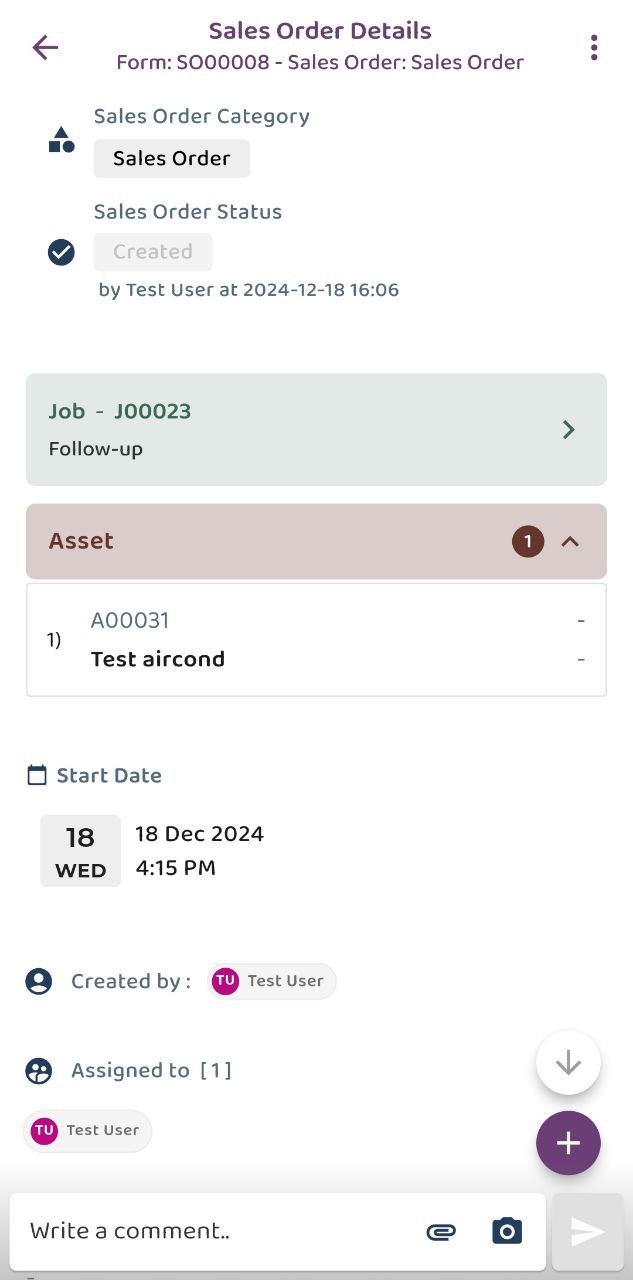 Sales Order Details
Form: SO00008 - Sales Order: Sales Order
Sales Order Category
Sales Order
Sales Order Status
Created
by Test User at 2024-12-18 16:06
Job - J00023
Follow-up
Asset 1
1)
A00031 -
Test aircond -
Start Date
18
WED
18 Dec 2024
4:15 PM
Created by : TU Test User
Assigned to [1]
TU Test User
Write a comment..